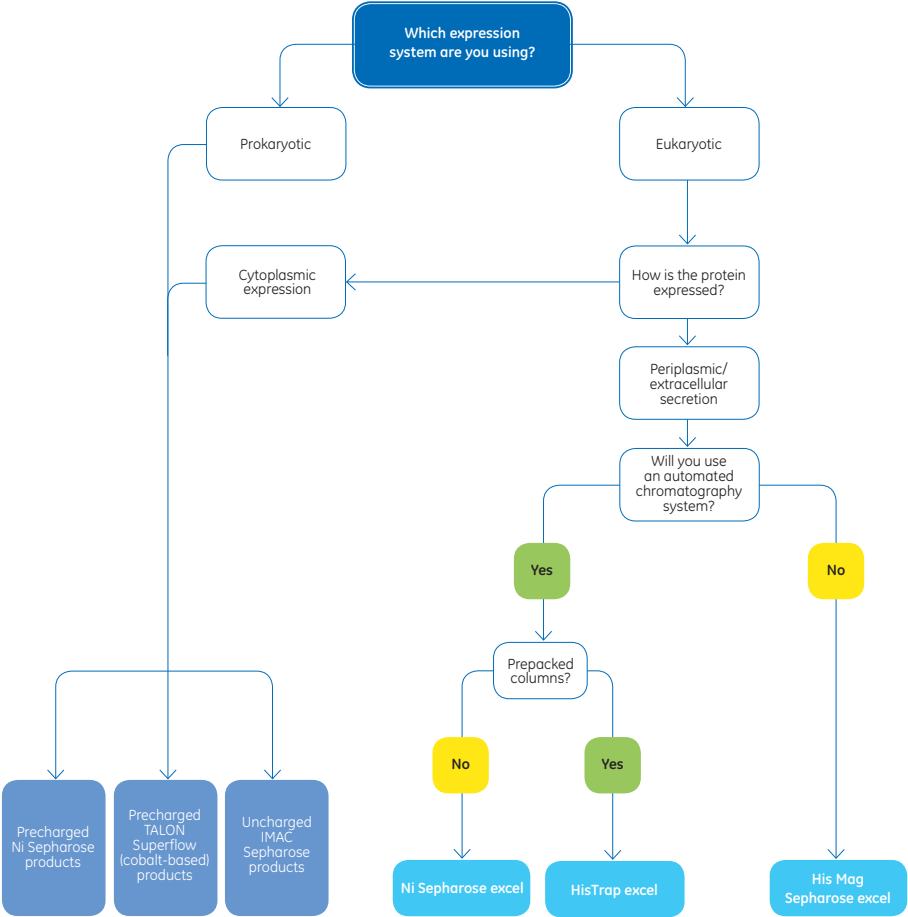 Which expression
system are you using?
Prokaryotic
Eukaryotic
Cytoplasmic
expression
How is the protein
expressed?
Periplasmic/
extracellular
secretion
Will you use
an automated
chromatography
system?
Yes
No
Prepacked
columns?
No
Yes
Precharged
Ni Sepharose
products
Precharged
TALON
Superflow
(cobalt-based)
products
Uncharged
IMAC
Sepharose
products
Ni Sepharose excel
HisTrap excel
His Mag
Sepharose excel